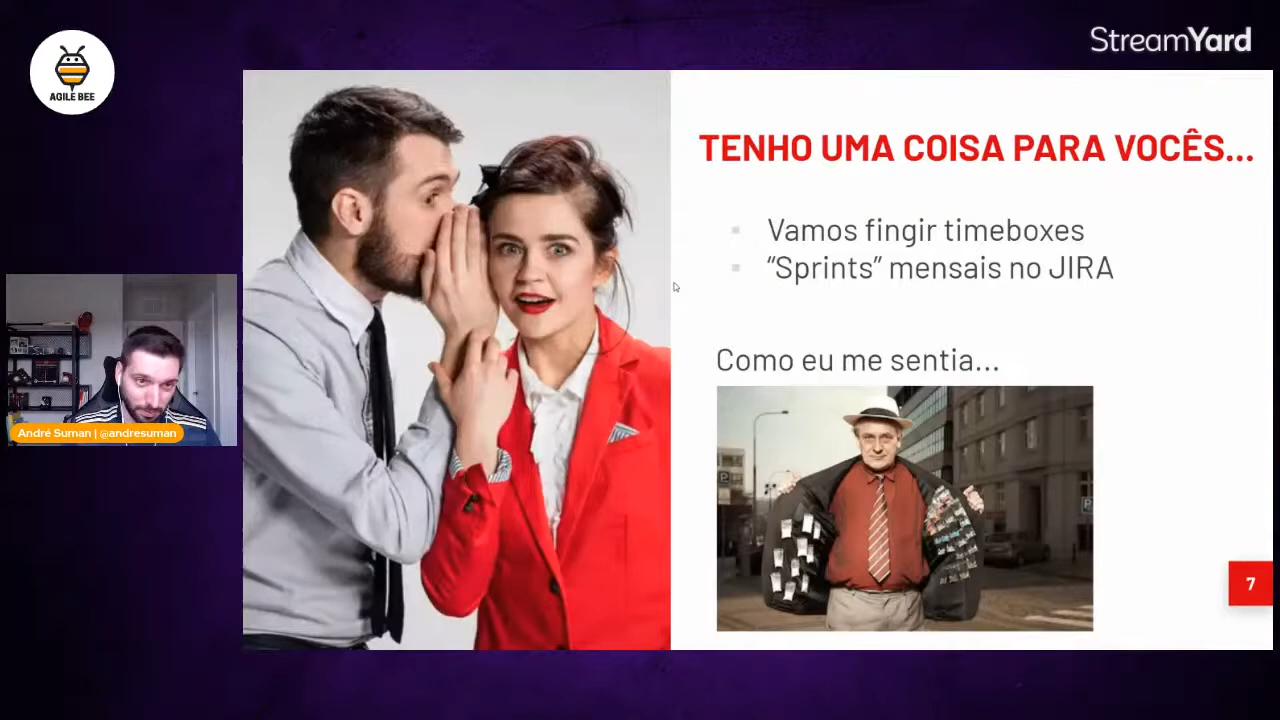 AGILE BEE
StreamYard
TENHO UMA COISA PARA VOCÊS...
▪ Vamos fingir timeboxes
▪ “Sprints” mensais no JIRA
Como eu me sentia...
P
P
7
André Suman | @andresuman